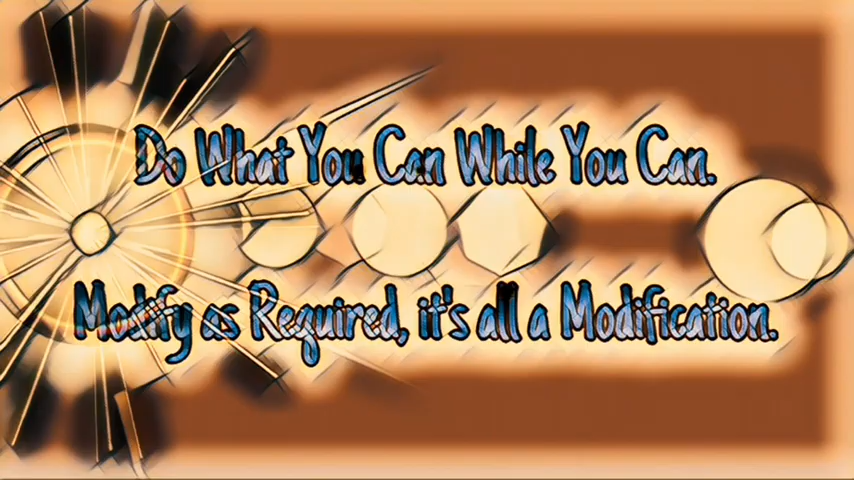 Do What You Can While You Can.
Modify as Required, it's all a Modification.